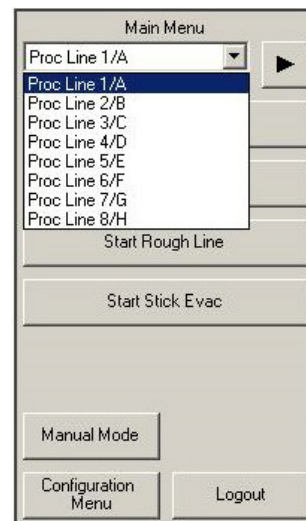 Main Menu
Proc Line 1/A
Proc Line 1/A
Proc Line 2/B
Proc Line 3/C
Proc Line 4/D
Proc Line 5/E
Proc Line 6/F
Proc Line 7/G
Proc Line 8/H
Start Rough Line
Start Stick Evac
Manual Mode
Configuration
Menu
Logout